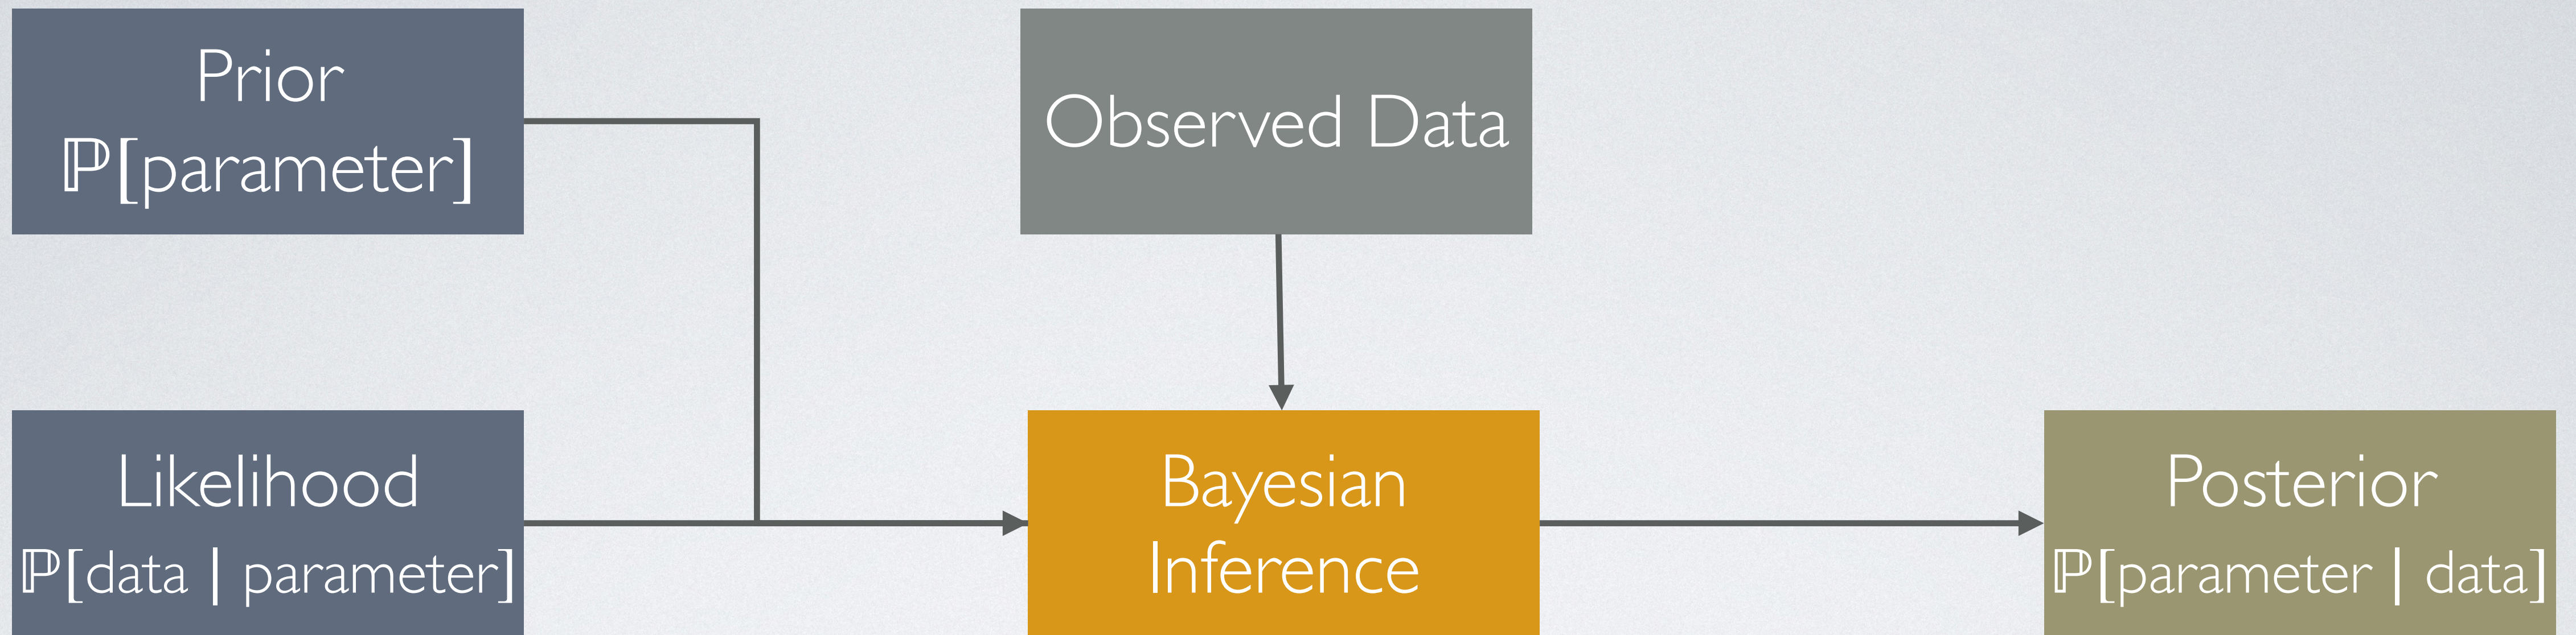 Prior
ℙ[parameter]
Observed Data
Likelihood
ℙ[data | parameter]
Bayesian
Inference
Posterior
ℙ[parameter | data]